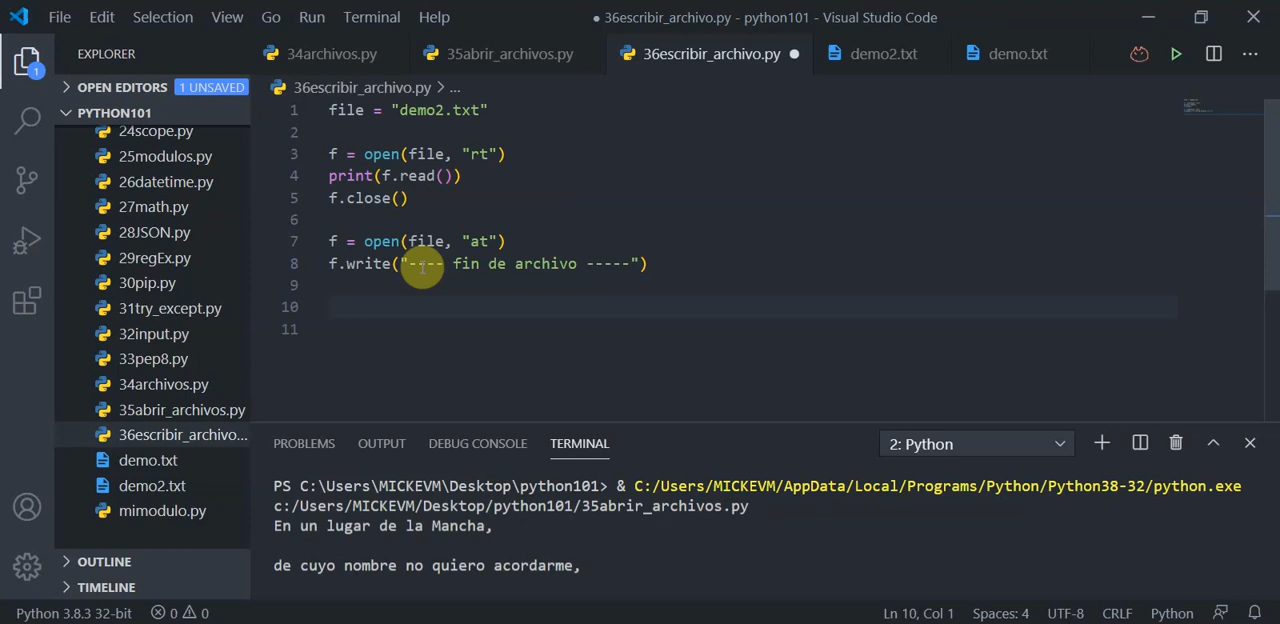 File Edit Selection View Go Run Terminal Help ● 36escribir_archivo.py - python101 - Visual Studio Code
EXPLORER
34archivos.py 35abrir_archivos.py 36escribir_archivo.py ● demo2.txt demo.txt
1
OPEN EDITORS 1 UNSAVED
PYTHON101
24scope.py
25modulos.py
26datetime.py
27math.py
28JSON.py
29regEx.py
30pip.py
31try_except.py
32input.py
33pep8.py
34archivos.py
35abrir_archivos.py
36escribir_archivo...
demo.txt
demo2.txt
mimodulo.py
OUTLINE
TIMELINE
36escribir_archivo.py > ...
1 file = "demo2.txt"
2
3 f = open(file, "rt")
4 print(f.read())
5 f.close()
6
7 f = open(file, "at")
8 f.write("---- fin de archivo -----")
9
10
11
PROBLEMS OUTPUT DEBUG CONSOLE TERMINAL 2: Python
PS C:\Users\MICKEVM\Desktop\python101> & C:/Users/MICKEVM/AppData/Local/Programs/Python/Python38-32/python.exe
c:/Users/MICKEVM/Desktop/python101/35abrir_archivos.py
En un lugar de la Mancha,
de cuyo nombre no quiero acordarme,
Python 3.8.3 32-bit 0 0 Ln 10, Col 1 Spaces: 4 UTF-8 CRLF Python